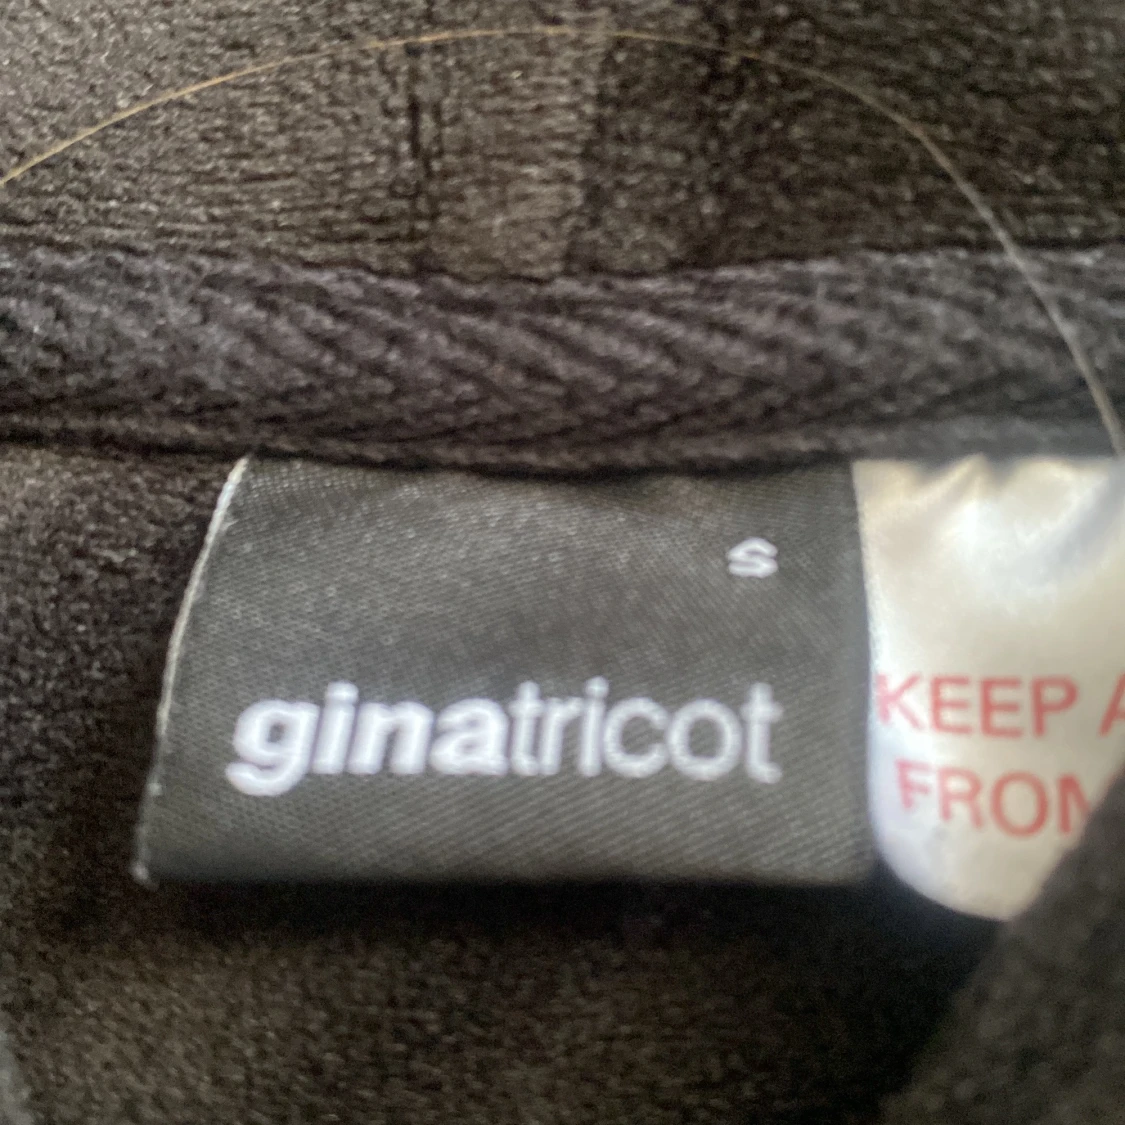 s
ginatricot
KEEP A
FROM